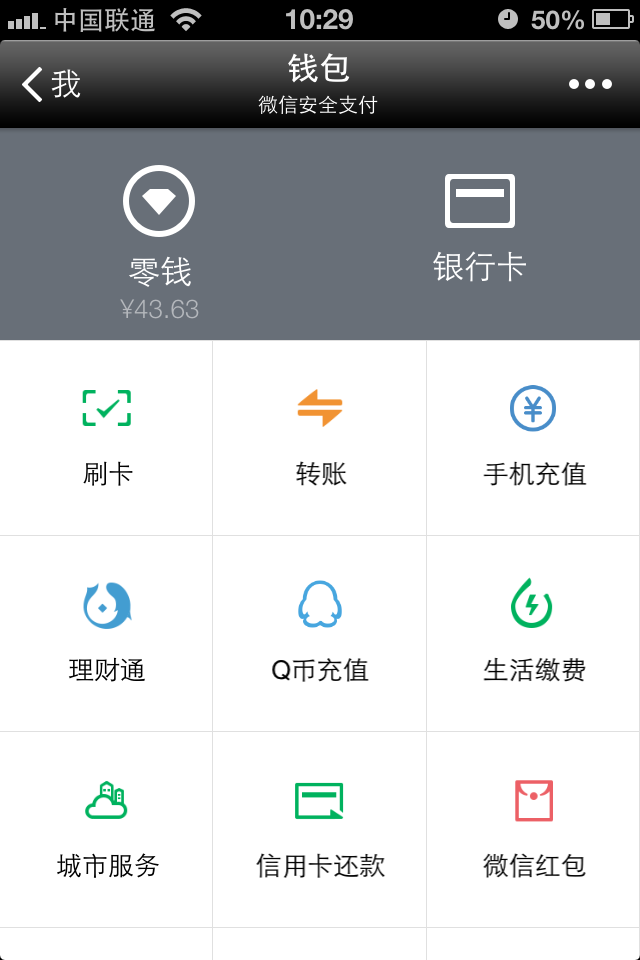 中国联通 10:29 50%
我 钱包
微信安全支付
零钱 银行卡
¥43.63
刷卡 转账 手机充值
理财通 Q币充值 生活缴费
城市服务 信用卡还款 微信红包